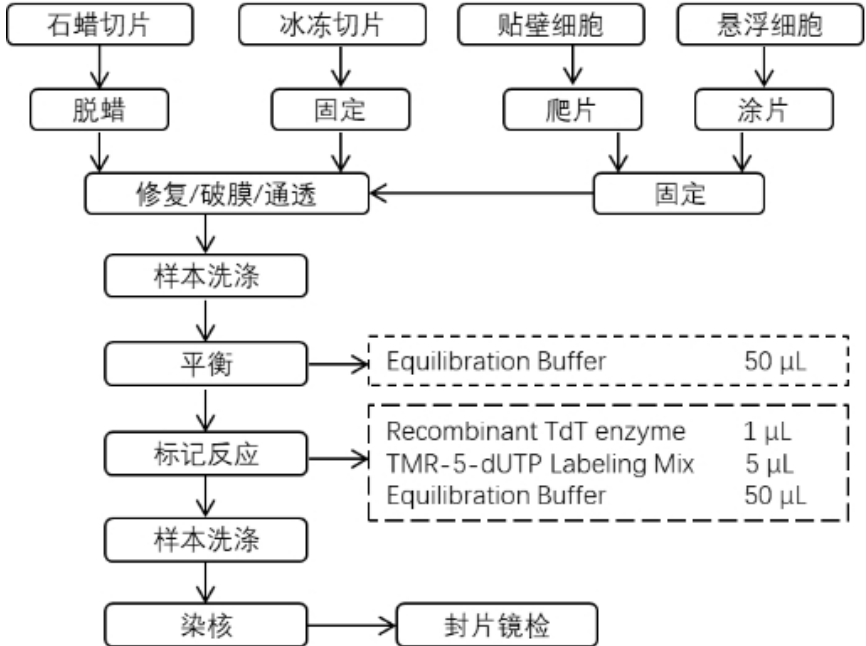 石蜡切片
冰冻切片
贴壁细胞
悬浮细胞
脱蜡
固定
爬片
涂片
修复/破膜/通透
固定
样本洗涤
平衡
Equilibration Buffer 50 μL
标记反应
Recombinant TdT enzyme 1 μL
TMR-5-dUTP Labeling Mix 5 μL
Equilibration Buffer 50 μL
样本洗涤
染核
封片镜检